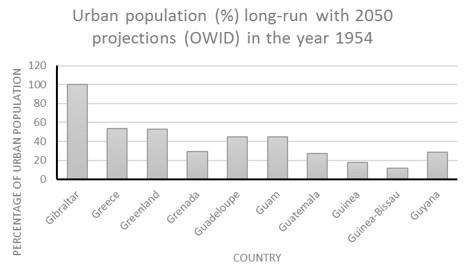 Urban population (%) long-run with 2050
projections (OWID) in the year 1954
PERCENTAGE OF URBAN POPULATION
120
100
80
60
40
20
0
Gibraltar
Greece
Greenland
Grenada
Guadeloupe
Guam
Guatemala
Guinea
Guinea-Bissau
Guyana
COUNTRY